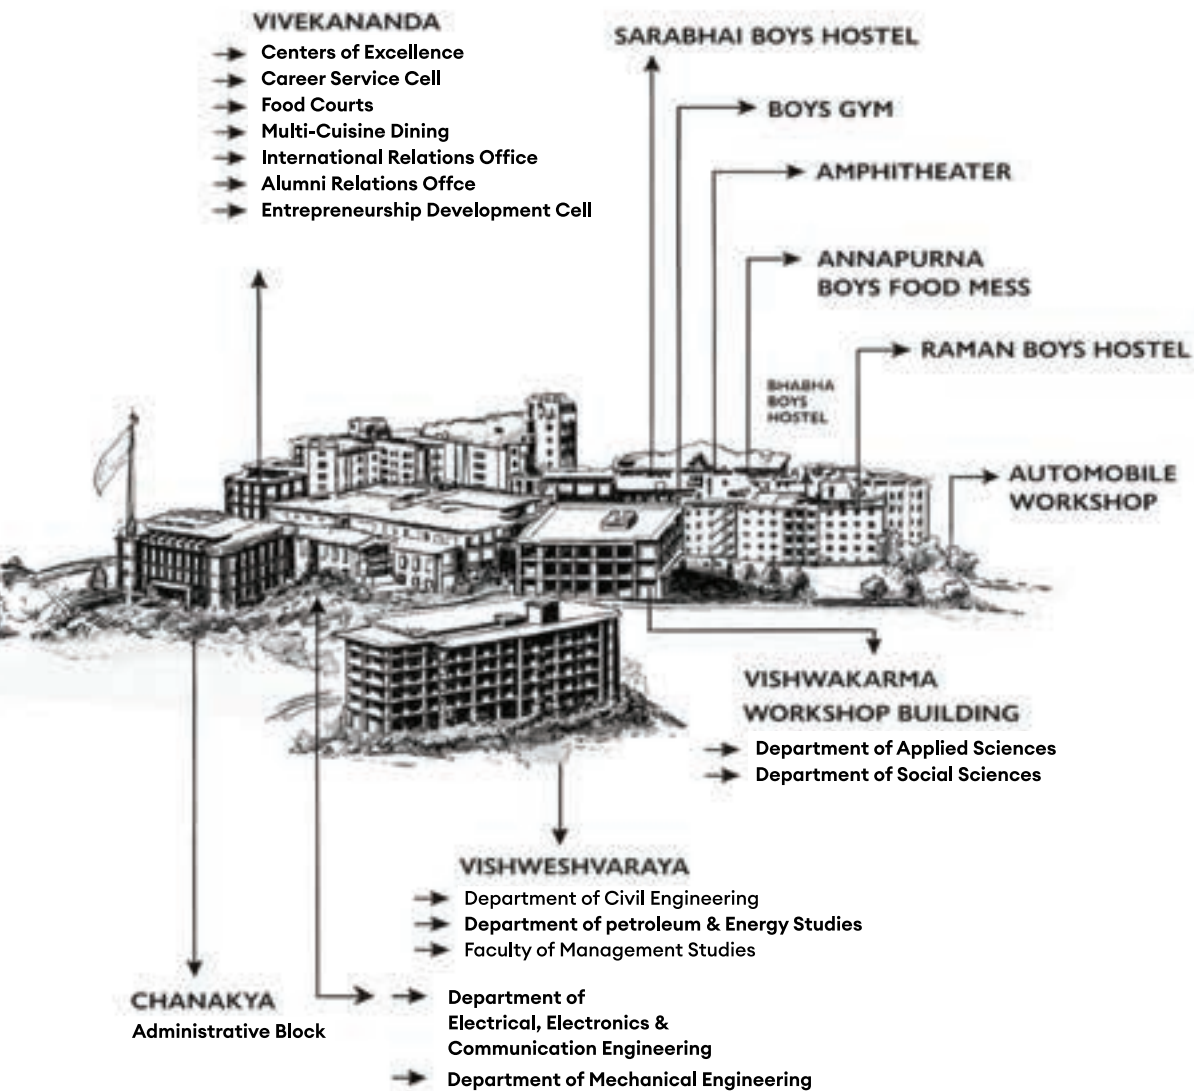 VIVEKANANDA
Centers of Excellence
Career Service Cell
Food Courts
Multi-Cuisine Dining
International Relations Office
Alumni Relations Offce
Entrepreneurship Development Cell
SARABHAI BOYS HOSTEL
BOYS GYM
AMPHITHEATER
ANNAPURNA
BOYS FOOD MESS
RAMAN BOYS HOSTEL
BHABHA
BOYS
HOSTEL
AUTOMOBILE
WORKSHOP
VISHWAKARMA
WORKSHOP BUILDING
Department of Applied Sciences
Department of Social Sciences
VISHWESHVARAYA
Department of Civil Engineering
Department of petroleum & Energy Studies
Faculty of Management Studies
CHANAKYA
Administrative Block
Department of
Electrical, Electronics &
Communication Engineering
Department of Mechanical Engineering